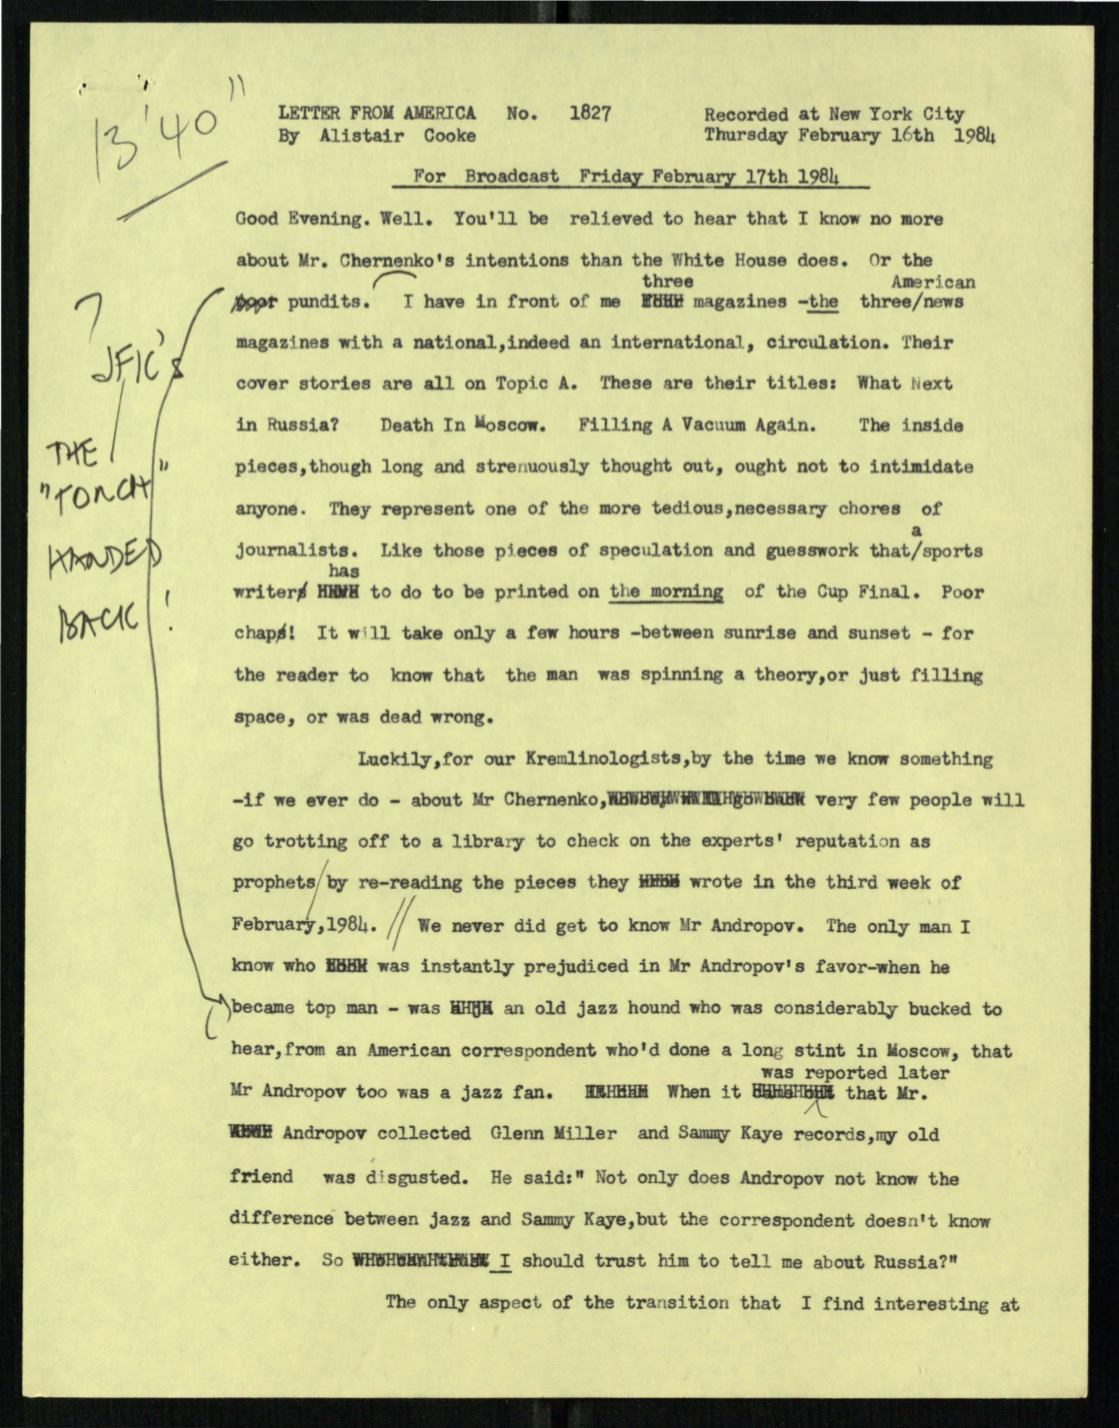 13'40"
LETTER FROM AMERICA No. 1827 Recorded at New York City
By Alistair Cooke Thursday February 16th 1984
For Broadcast Friday February 17th 1984
Good Evening. Well. You'll be relieved to hear that I know no more
about Mr. Chernenko's intentions than the White House does. Or the
three American
poor pundits. I have in front of me magazines -the three/news
magazines with a national,indeed an international, circulation. Their
cover stories are all on Topic A. These are their titles: What Next
in Russia? Death In Moscow. Filling A Vacuum Again. The inside
pieces,though long and strenuously thought out, ought not to intimidate
anyone. They represent one of the more tedious,necessary chores of
a
journalists. Like those pieces of speculation and guesswork that/sports
has
writers to do to be printed on the morning of the Cup Final. Poor
chaps! It will take only a few hours -between sunrise and sunset - for
the reader to know that the man was spinning a theory,or just filling
space, or was dead wrong.
?
JFK's
THE
"TORCH"
HANDED
BACK!
Luckily,for our Kremlinologists,by the time we know something
-if we ever do - about Mr Chernenko, very few people will
go trotting off to a library to check on the experts' reputation as
prophets/by re-reading the pieces they wrote in the third week of
February,1984. // We never did get to know Mr Andropov. The only man I
know who was instantly prejudiced in Mr Andropov's favor-when he
became top man - was an old jazz hound who was considerably bucked to
hear,from an American correspondent who'd done a long stint in Moscow, that
was reported later
Mr Andropov too was a jazz fan. When it that Mr.
Andropov collected Glenn Miller and Sammy Kaye records,my old
friend was disgusted. He said:" Not only does Andropov not know the
difference between jazz and Sammy Kaye,but the correspondent doesn't know
either. So I should trust him to tell me about Russia?"
The only aspect of the transition that I find interesting at